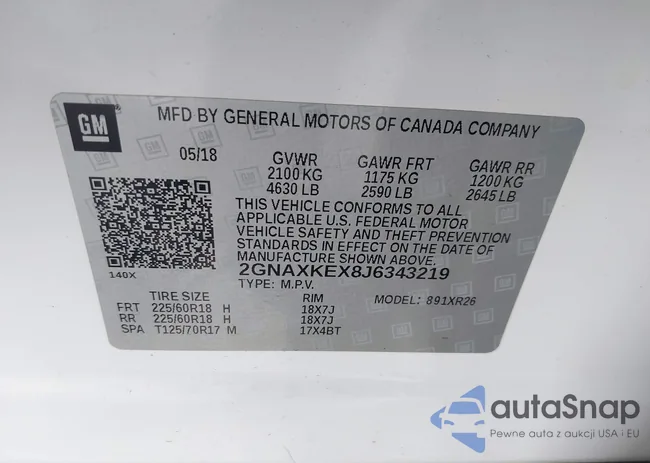 GM ®
MFD BY GENERAL MOTORS OF CANADA COMPANY
05/18 GVWR GAWR FRT GAWR RR
2100 KG 1175 KG 1200 KG
4630 LB 2590 LB 2645 LB
THIS VEHICLE CONFORMS TO ALL
APPLICABLE U.S. FEDERAL MOTOR
VEHICLE SAFETY AND THEFT PREVENTION
STANDARDS IN EFFECT ON THE DATE OF
MANUFACTURE SHOWN ABOVE.
140X 2GNAXKEX8J6343219
TYPE: M.P.V.
TIRE SIZE RIM MODEL: 891XR26
FRT 225/60R18 H 18X7J
RR 225/60R18 H 18X7J
SPA T125/70R17 M 17X4BT
autaSnap
Pewne auta z aukcji USA i EU